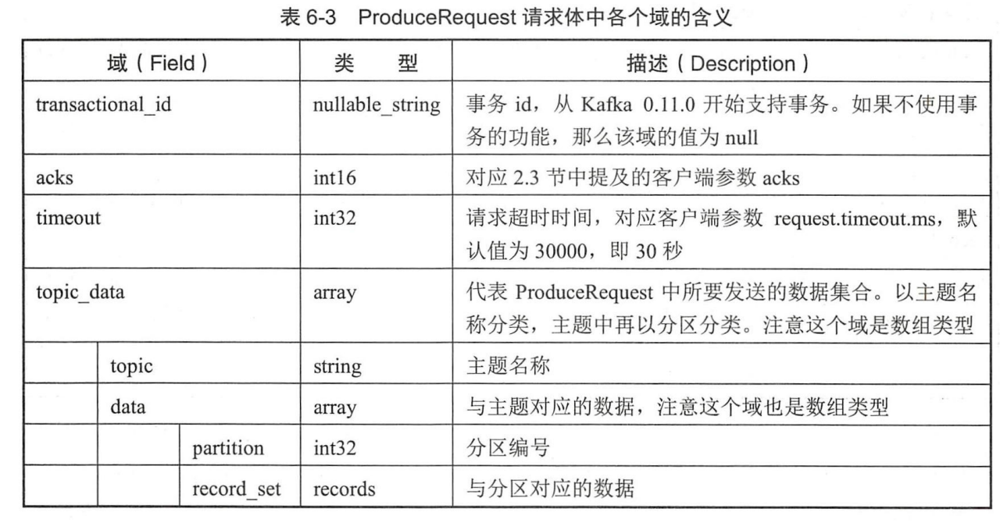 表 6-3 ProduceRequest 请求体中各个域的含义
域（Field） 类 型 描述（Description）
transactional_id nullable_string 事务 id，从 Kafka 0.11.0 开始支持事务。如果不使用事
务的功能，那么该域的值为 null
acks int16 对应 2.3 节中提及的客户端参数 acks
timeout int32 请求超时时间，对应客户端参数 request.timeout.ms，默
认值为 30000，即 30 秒
topic_data array 代表 ProduceRequest 中所要发送的数据集合。以主题名
称分类，主题中再以分区分类。注意这个域是数组类型
topic string 主题名称
data array 与主题对应的数据，注意这个域也是数组类型
partition int32 分区编号
record_set records 与分区对应的数据